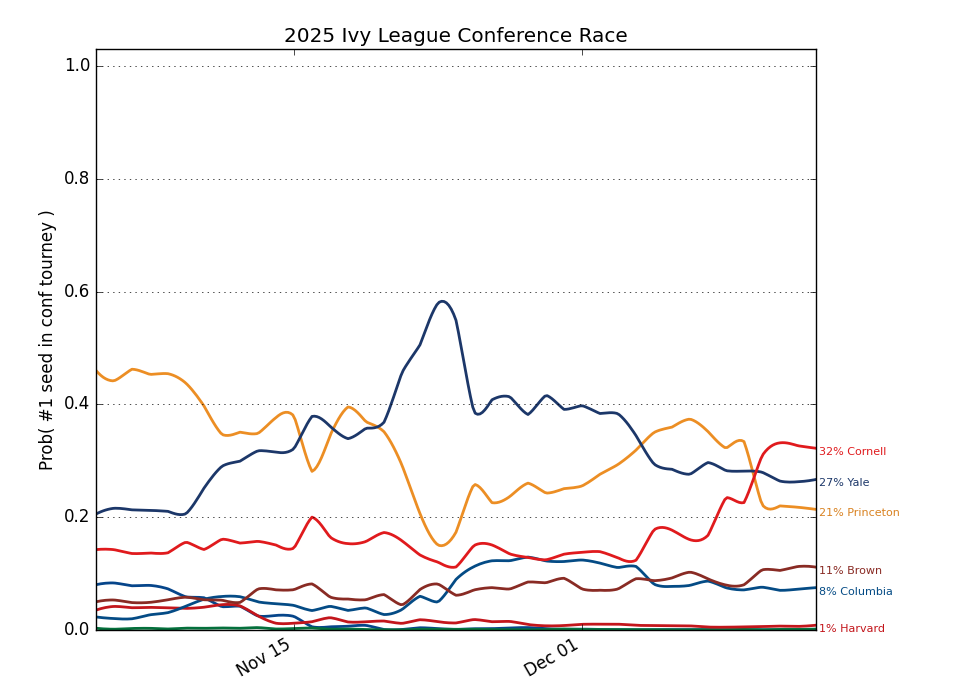 2025 Ivy League Conference Race
Prob( #1 seed in conf tourney )
1.0
0.8
0.6
0.4
0.2
0.0
Nov 15
Dec 01
32% Cornell
27% Yale
21% Princeton
11% Brown
8% Columbia
1% Harvard